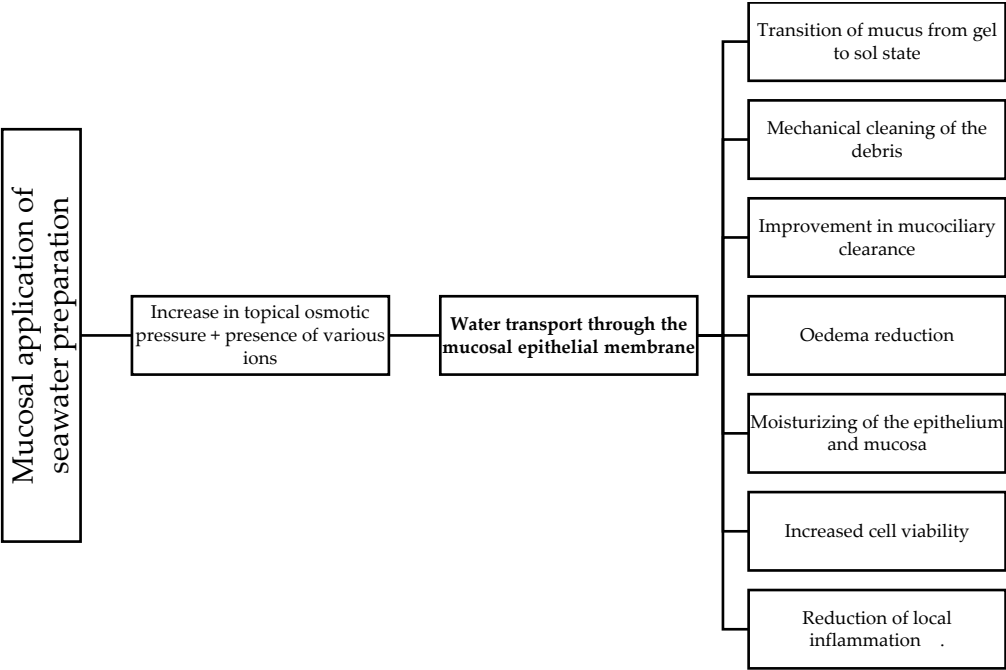 Mucosal application of
seawater preparation
Increase in topical osmotic
pressure + presence of various
ions
Water transport through the
mucosal epithelial membrane
Transition of mucus from gel
to sol state
Mechanical cleaning of the
debris
Improvement in mucociliary
clearance
Oedema reduction
Moisturizing of the epithelium
and mucosa
Increased cell viability
Reduction of local
inflammation .